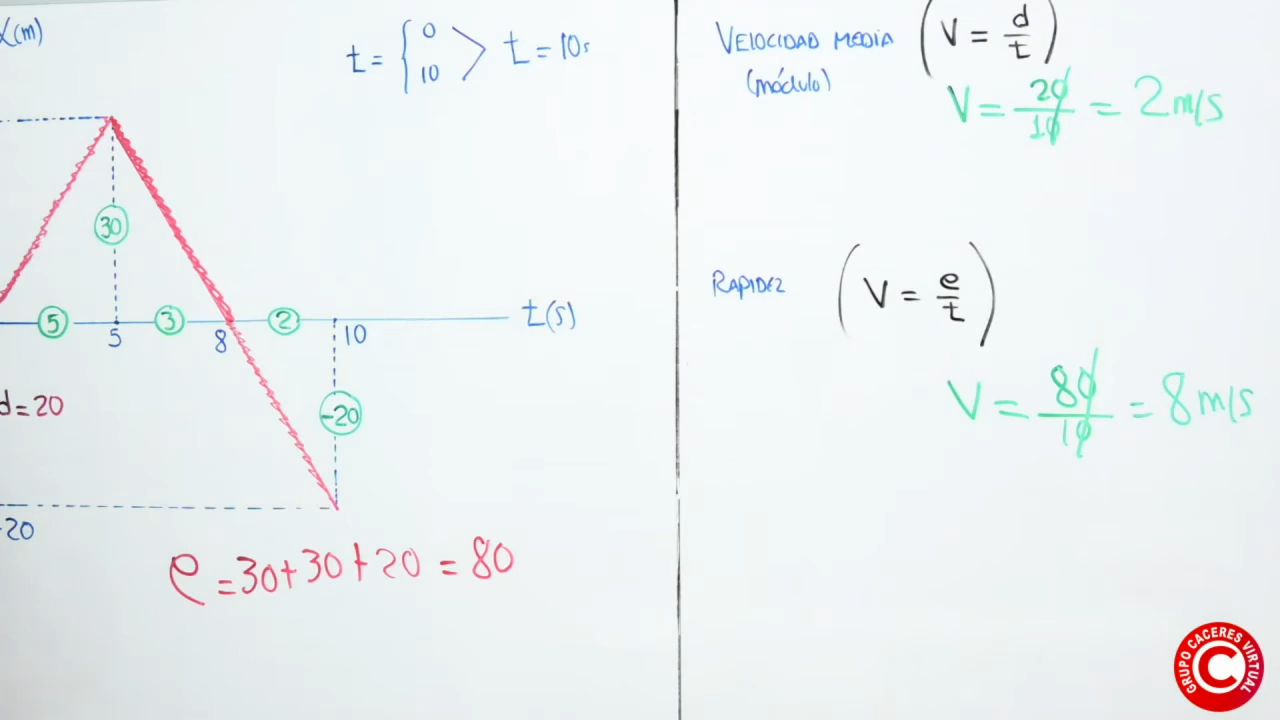 x(m)
t = { 0
10 > t = 10s
30
5
3
2
t(s)
5
8
10
-20
d = 20
-20
e = 30 + 30 + 20 = 80
VELOCIDAD MEDIA ( V = d/t )
(módulo)
V = 20/10 = 2 m/s
RAPIDEZ ( V = e/t )
V = 80/10 = 8 m/s
GRUPO CACERES VIRTUAL
C